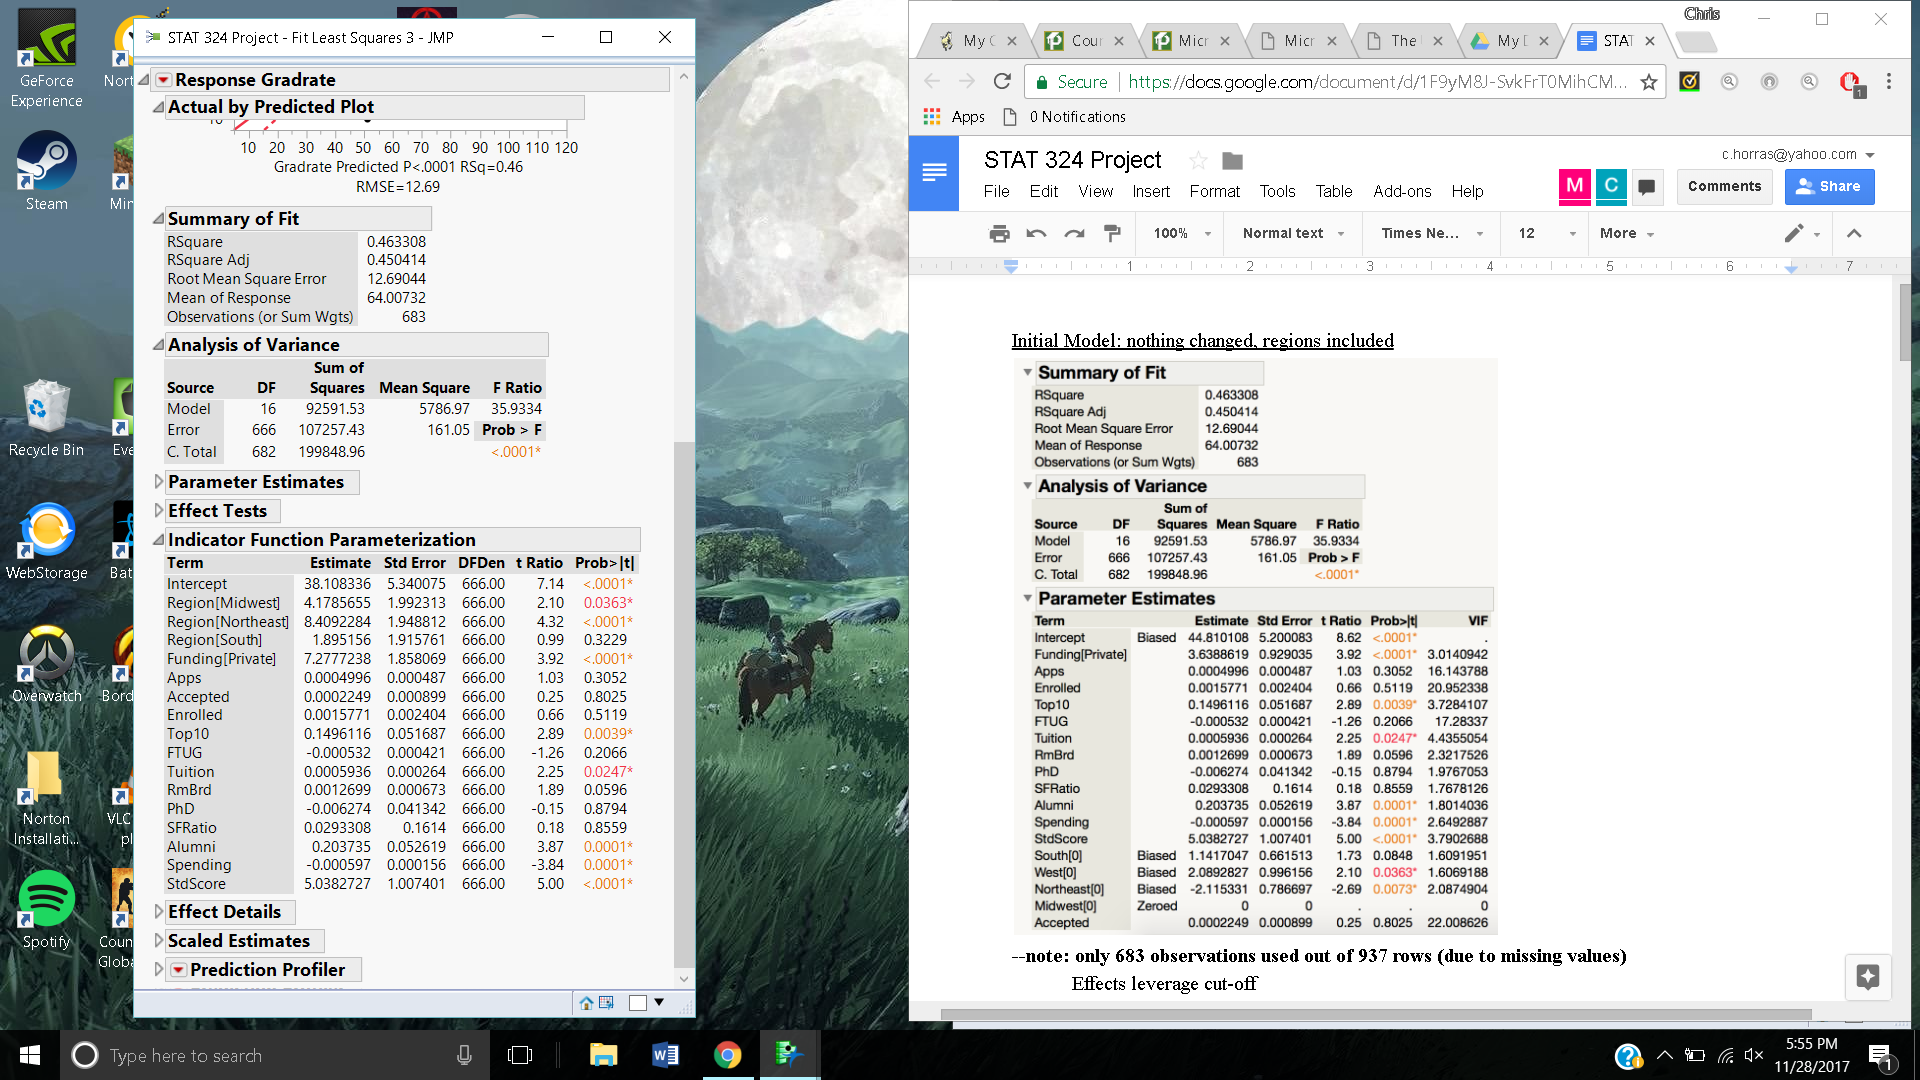 GeForce
Experience
Nort
Steam
Min
Recycle Bin
Eve
WebStorage
Bat
Overwatch
Bord
Norton
Installati...
VLC
pl
Spotify
Coun
Globa
STAT 324 Project - Fit Least Squares 3 - JMP
Response Gradrate
Actual by Predicted Plot
10 20 30 40 50 60 70 80 90 100 110 120
Gradrate Predicted P<.0001 RSq=0.46
RMSE=12.69
Summary of Fit
RSquare 0.463308
RSquare Adj 0.450414
Root Mean Square Error 12.69044
Mean of Response 64.00732
Observations (or Sum Wgts) 683
Analysis of Variance
Sum of
Source DF Squares Mean Square F Ratio
Model 16 92591.53 5786.97 35.9334
Error 666 107257.43 161.05 Prob > F
C. Total 682 199848.96 <.0001*
Parameter Estimates
Effect Tests
Indicator Function Parameterization
Term Estimate Std Error DFDen t Ratio Prob>|t|
Intercept 38.108336 5.340075 666.00 7.14 <.0001*
Region[Midwest] 4.1785655 1.992313 666.00 2.10 0.0363*
Region[Northeast] 8.4092284 1.948812 666.00 4.32 <.0001*
Region[South] 1.895156 1.915761 666.00 0.99 0.3229
Funding[Private] 7.2777238 1.858069 666.00 3.92 <.0001*
Apps 0.0004996 0.000487 666.00 1.03 0.3052
Accepted 0.0002249 0.000899 666.00 0.25 0.8025
Enrolled 0.0015771 0.002404 666.00 0.66 0.5119
Top10 0.1496116 0.051687 666.00 2.89 0.0039*
FTUG -0.000532 0.000421 666.00 -1.26 0.2066
Tuition 0.0005936 0.000264 666.00 2.25 0.0247*
RmBrd 0.0012699 0.000673 666.00 1.89 0.0596
PhD -0.006274 0.041342 666.00 -0.15 0.8794
SFRatio 0.0293308 0.1614 666.00 0.18 0.8559
Alumni 0.203735 0.052619 666.00 3.87 0.0001*
Spending -0.000597 0.000156 666.00 -3.84 0.0001*
StdScore 5.0382727 1.007401 666.00 5.00 <.0001*
Effect Details
Scaled Estimates
Prediction Profiler
Chris
My C
Cour
Micr
Micr
The
My D
STAT
Secure https://docs.google.com/document/d/1F9yM8J-SvkFrT0MihCM...
1
Apps 0 Notifications
STAT 324 Project
c.horras@yahoo.com
File Edit View Insert Format Tools Table Add-ons Help
M C Comments Share
100% Normal text Times Ne... 12 More
1 2 3 4 5 6 7
Initial Model: nothing changed, regions included
Summary of Fit
RSquare 0.463308
RSquare Adj 0.450414
Root Mean Square Error 12.69044
Mean of Response 64.00732
Observations (or Sum Wgts) 683
Analysis of Variance
Sum of
Source DF Squares Mean Square F Ratio
Model 16 92591.53 5786.97 35.9334
Error 666 107257.43 161.05 Prob > F
C. Total 682 199848.96 <.0001*
Parameter Estimates
Term Estimate Std Error t Ratio Prob>|t| VIF
Intercept Biased 44.810108 5.200083 8.62 <.0001* .
Funding[Private] 3.6388619 0.929035 3.92 <.0001* 3.0140942
Apps 0.0004996 0.000487 1.03 0.3052 16.143788
Enrolled 0.0015771 0.002404 0.66 0.5119 20.952338
Top10 0.1496116 0.051687 2.89 0.0039* 3.7284107
FTUG -0.000532 0.000421 -1.26 0.2066 17.28337
Tuition 0.0005936 0.000264 2.25 0.0247* 4.4355054
RmBrd 0.0012699 0.000673 1.89 0.0596 2.3217526
PhD -0.006274 0.041342 -0.15 0.8794 1.9767053
SFRatio 0.0293308 0.1614 0.18 0.8559 1.7678126
Alumni 0.203735 0.052619 3.87 0.0001* 1.8014036
Spending -0.000597 0.000156 -3.84 0.0001* 2.6492887
StdScore 5.0382727 1.007401 5.00 <.0001* 3.7902688
South[0] Biased 1.1417047 0.661513 1.73 0.0848 1.6091951
West[0] Biased 2.0892827 0.996156 2.10 0.0363* 1.6069188
Northeast[0] Biased -2.115331 0.786697 -2.69 0.0073* 2.0874904
Midwest[0] Zeroed 0 0 . . 0
Accepted 0.0002249 0.000899 0.25 0.8025 22.008626
--note: only 683 observations used out of 937 rows (due to missing values)
Effects leverage cut-off
Type here to search
5:55 PM
11/28/2017
1